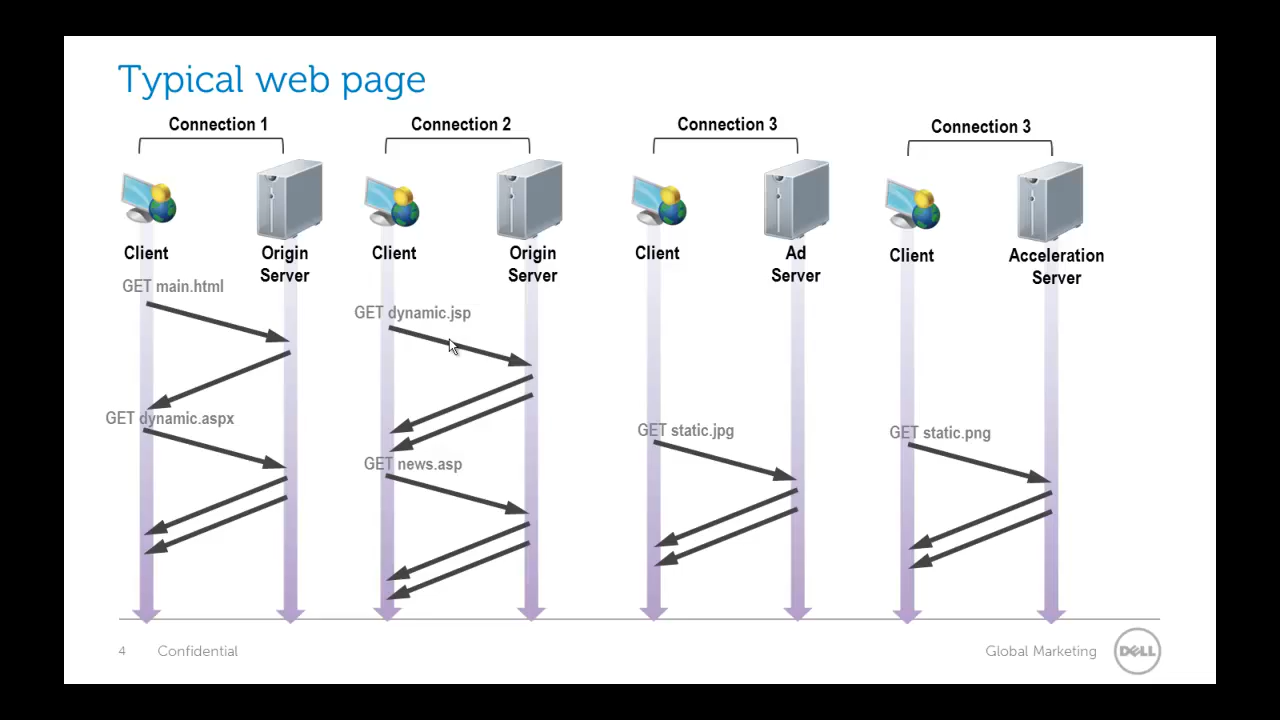 Typical web page
Connection 1
Connection 2
Connection 3
Connection 3
Client
Origin
Server
Client
Origin
Server
Client
Ad
Server
Client
Acceleration
Server
GET main.html
GET dynamic.jsp
GET dynamic.aspx
GET static.jpg
GET static.png
GET news.asp
4
Confidential
Global Marketing
DELL